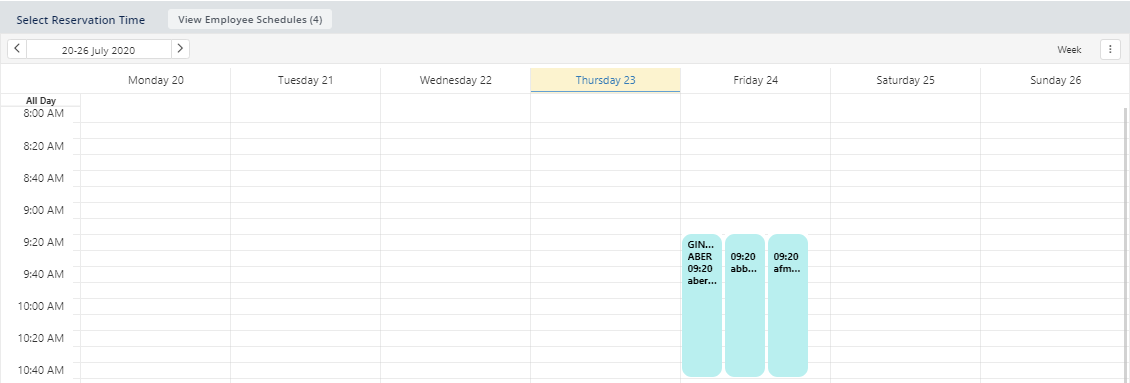 Select Reservation Time
View Employee Schedules (4)
20-26 July 2020
Week
Monday 20
Tuesday 21
Wednesday 22
Thursday 23
Friday 24
Saturday 25
Sunday 26
All Day
8:00 AM
8:20 AM
8:40 AM
9:00 AM
9:20 AM
9:40 AM
10:00 AM
10:20 AM
10:40 AM
GIN...
ABER
09:20
aber...
09:20
abb...
09:20
afm...